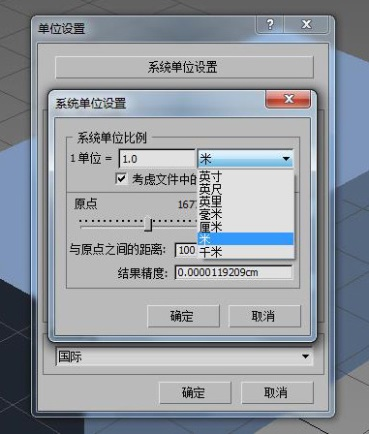 单位设置
系统单位设置
系统单位设置
系统单位比例
1 单位 = 1.0 米
考虑文件中的
英寸
英尺
英里
毫米
厘米
米
千米
原点 167
与原点之间的距离: 100
结果精度: 0.0000119209cm
确定 取消
国际
确定 取消